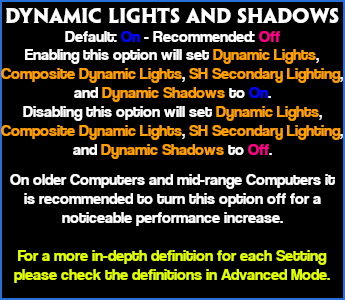 DYNAMIC LIGHTS AND SHADOWS
Default: On - Recommended: Off
Enabling this option will set Dynamic Lights,
Composite Dynamic Lights, SH Secondary Lighting,
and Dynamic Shadows to On.
Disabling this option will set Dynamic Lights,
Composite Dynamic Lights, SH Secondary Lighting,
and Dynamic Shadows to Off.
On older Computers and mid-range Computers it
is recommended to turn this option off for a
noticeable performance increase.
For a more in-depth definition for each Setting
please check the definitions in Advanced Mode.